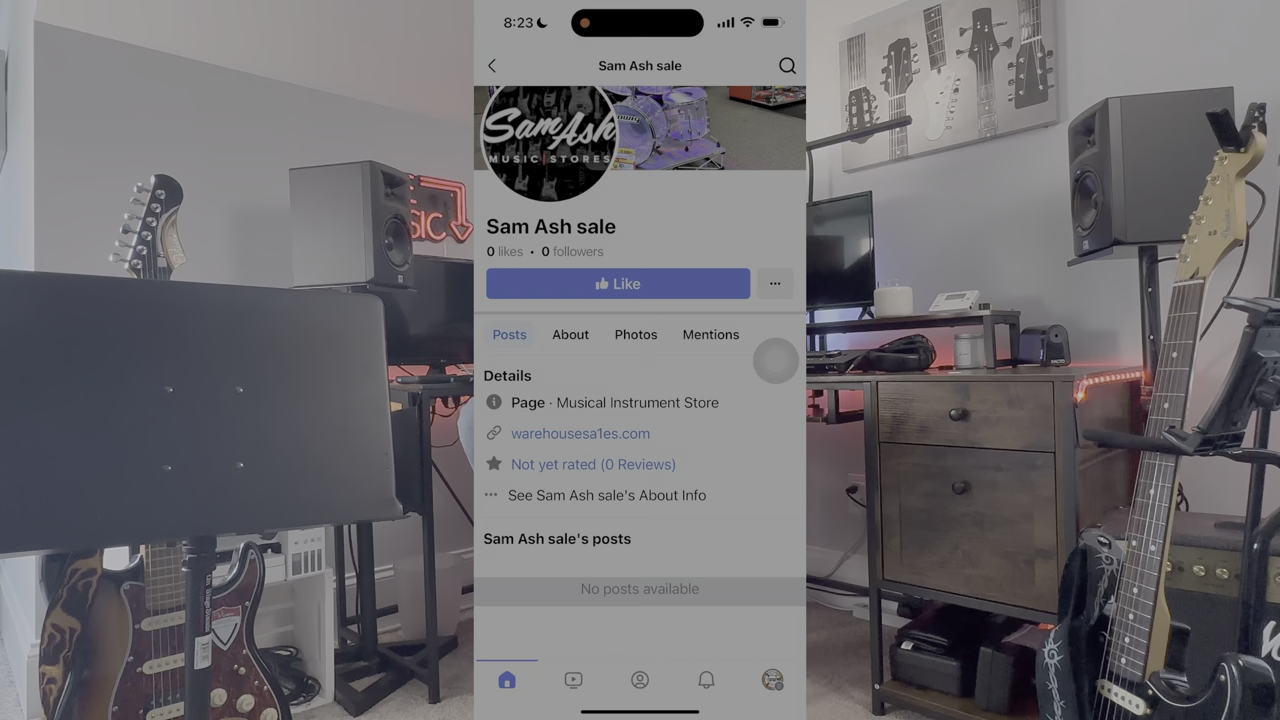 8:23
Sam Ash sale
Sam Ash
MUSIC STORES
Sam Ash sale
0 likes • 0 followers
Like
Posts About Photos Mentions
Details
Page · Musical Instrument Store
warehousesa1es.com
Not yet rated (0 Reviews)
See Sam Ash sale's About Info
Sam Ash sale's posts
No posts available
SIC